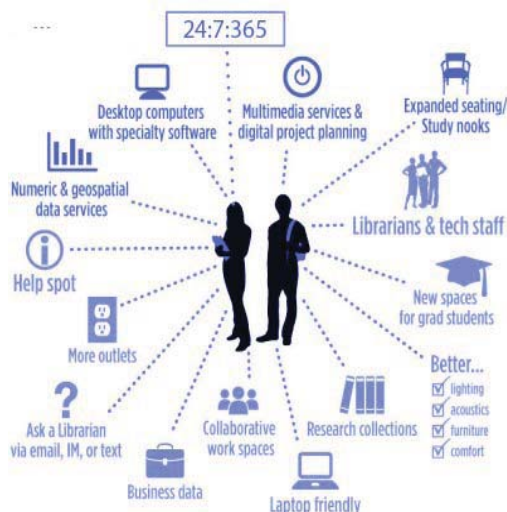 ---
24:7:365
Desktop computers
with specialty software
Multimedia services &
digital project planning
Expanded seating/
Study nooks
Numeric & geospatial
data services
Librarians & tech staff
Help spot
New spaces
for grad students
More outlets
Better...
lighting
acoustics
furniture
comfort
?
Ask a Librarian
via email, IM, or text
Collaborative
work spaces
Research collections
Business data
Laptop friendly